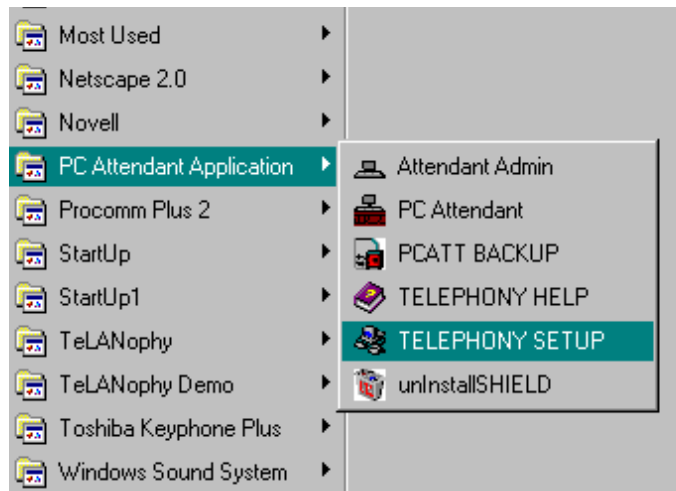 Most Used
Netscape 2.0
Novell
PC Attendant Application
Procomm Plus 2
StartUp
StartUp1
TeLANophy
TeLANophy Demo
Toshiba Keyphone Plus
Windows Sound System
Attendant Admin
PC Attendant
PCATT BACKUP
TELEPHONY HELP
TELEPHONY SETUP
unInstallSHIELD